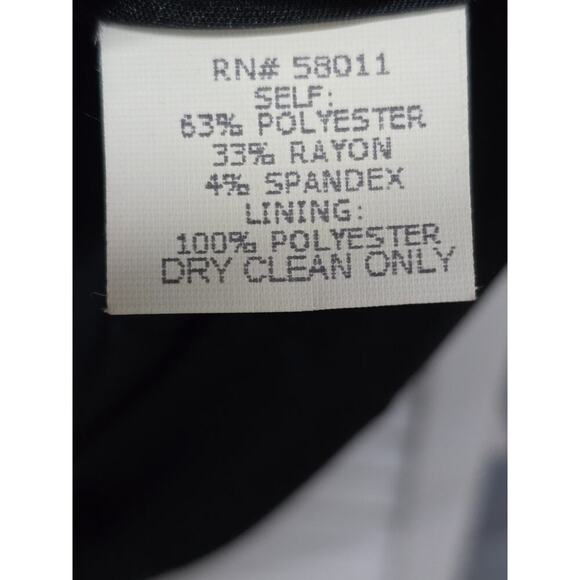 RN# 58011
SELF:
63% POLYESTER
33% RAYON
4% SPANDEX
LINING:
100% POLYESTER
DRY CLEAN ONLY